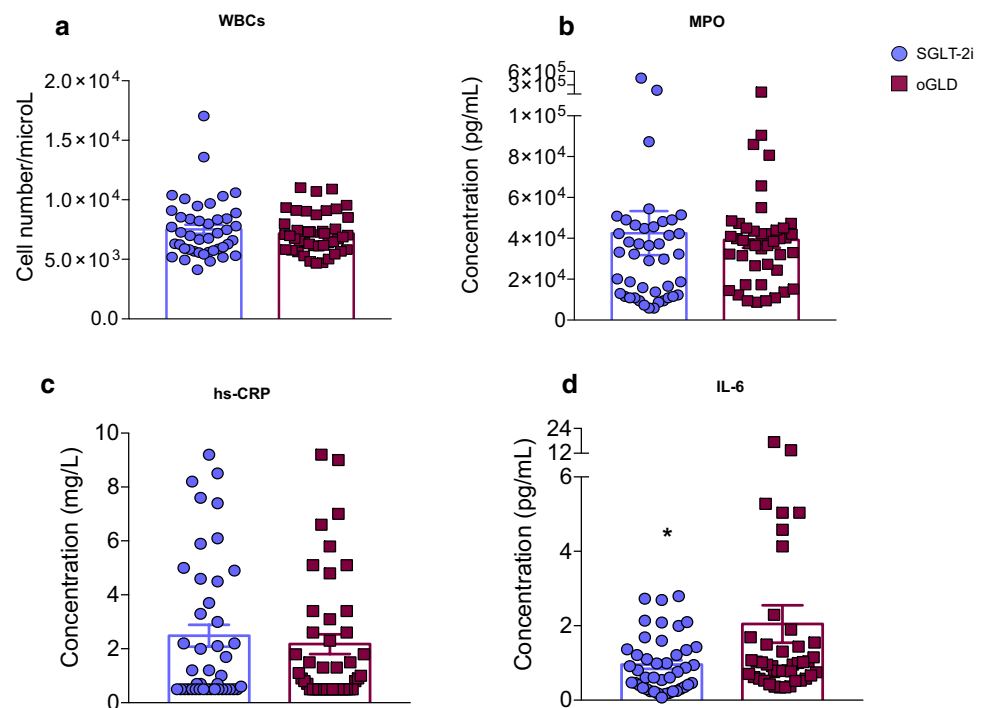 a
WBCs
Cell number/microL
2.0×10⁴
1.5×10⁴
1.0×10⁴
5.0×10³
0.0
b
MPO
Concentration (pg/mL)
6×10⁵
3×10⁵
1×10⁵
8×10⁴
6×10⁴
4×10⁴
2×10⁴
0
SGLT-2i
oGLD
c
hs-CRP
Concentration (mg/L)
10
8
6
4
2
0
d
IL-6
Concentration (pg/mL)
24
12
6
4
2
0
*